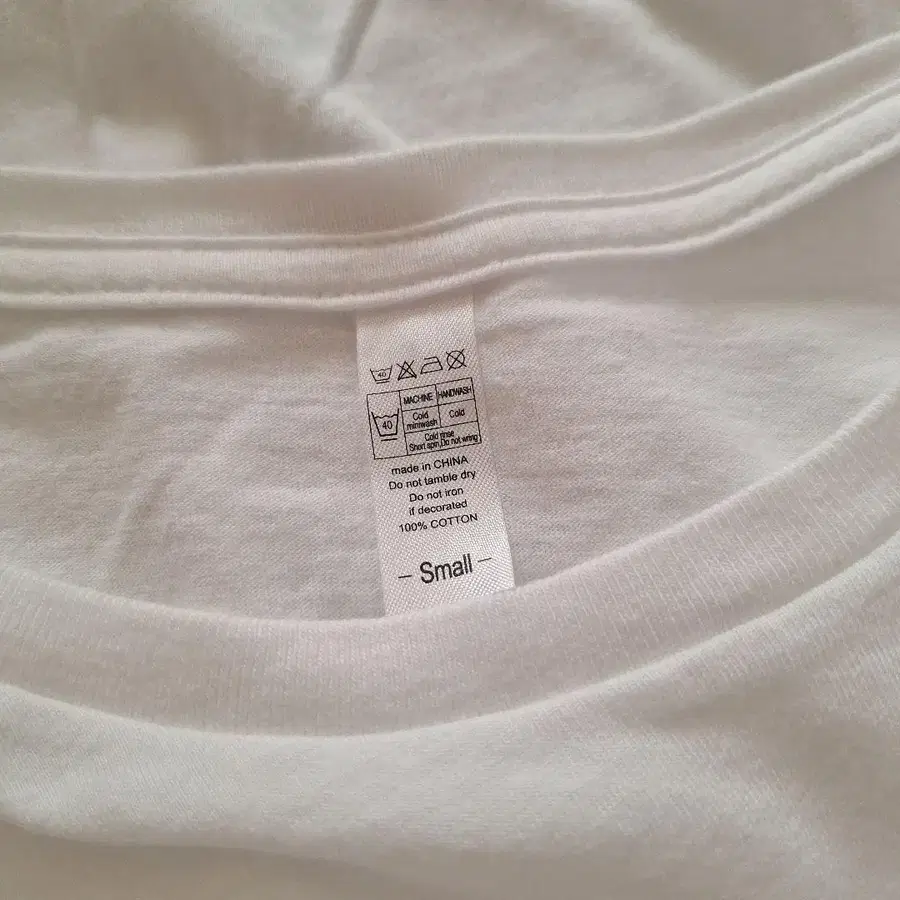 40
MACHINE HANDWASH
40
Cold miniwash
Cold
Cold rinse
Short spin,Do not wring
made in CHINA
Do not tamble dry
Do not iron
if decorated
100% COTTON
- Small -